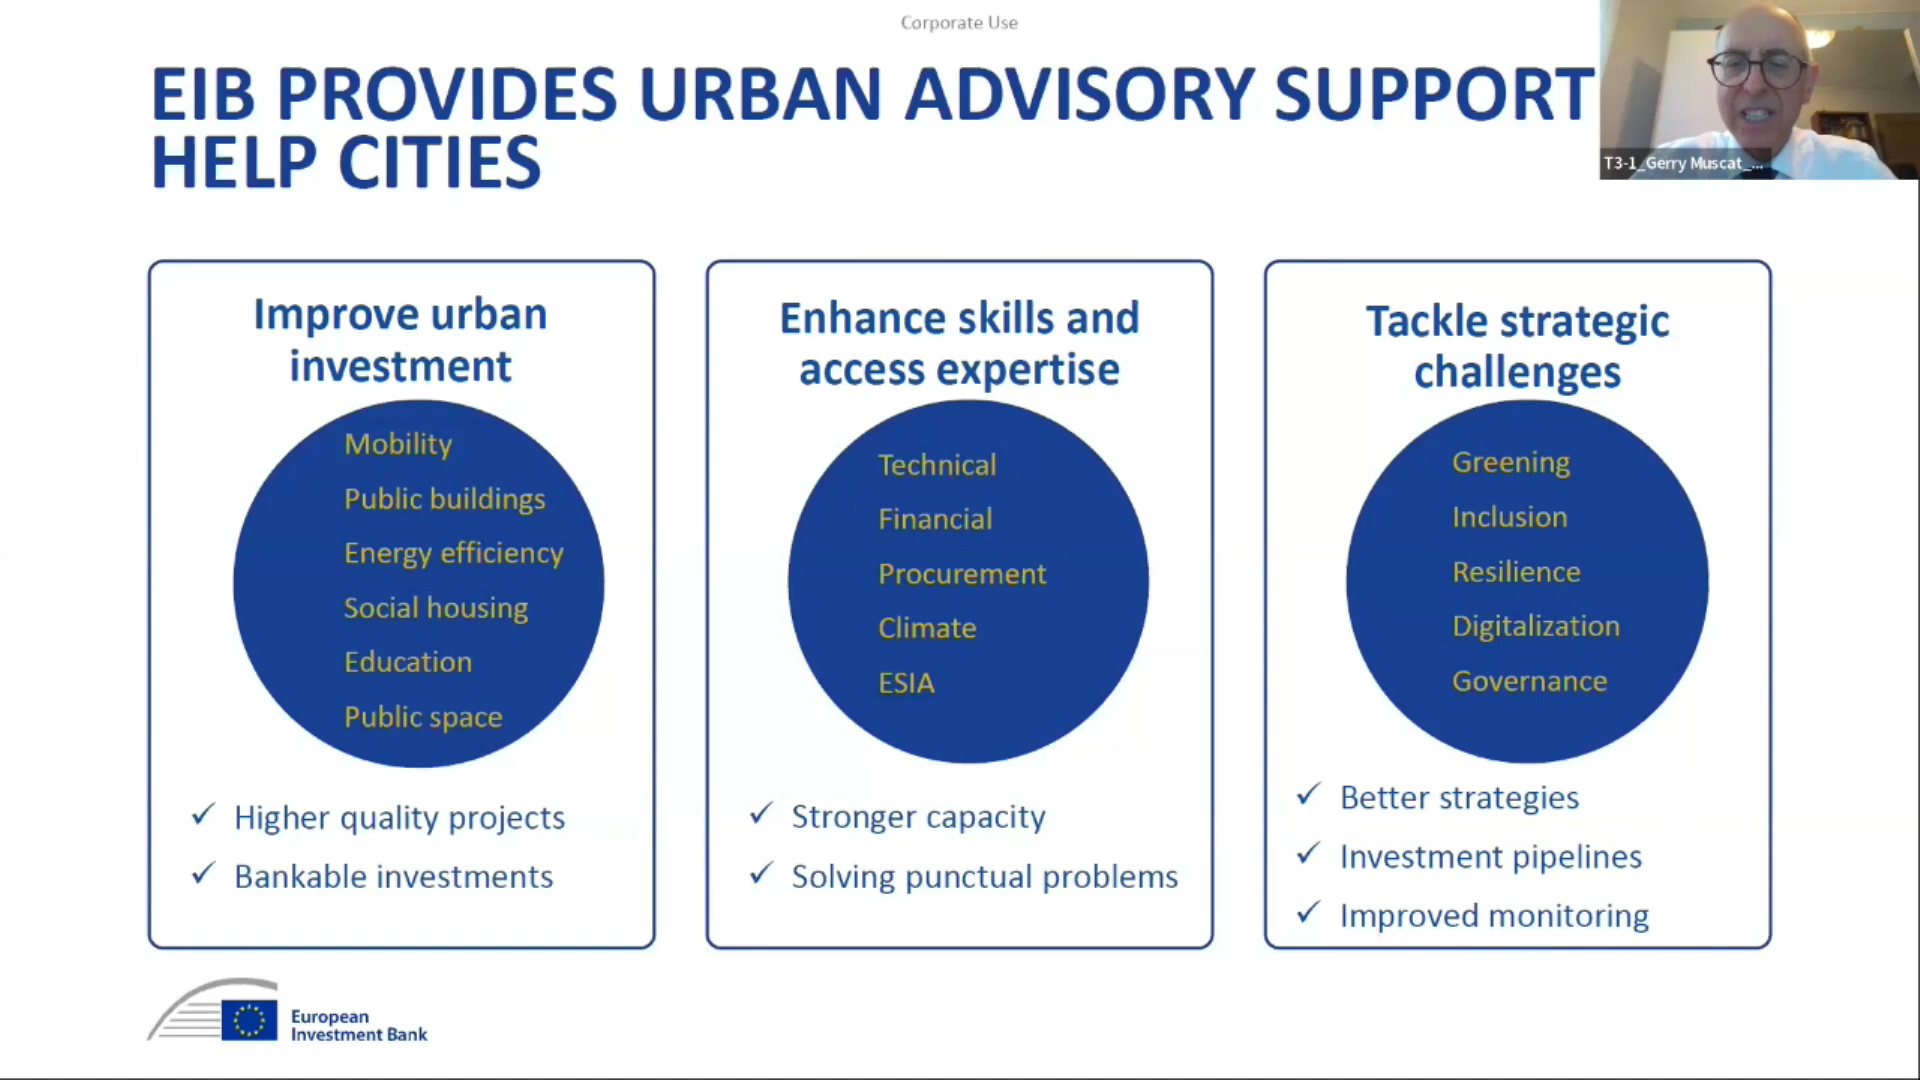 Corporate Use
EIB PROVIDES URBAN ADVISORY SUPPORT
HELP CITIES
T3-1_Gerry Muscat_...
Improve urban
investment
Mobility
Public buildings
Energy efficiency
Social housing
Education
Public space
✓ Higher quality projects
✓ Bankable investments
Enhance skills and
access expertise
Technical
Financial
Procurement
Climate
ESIA
✓ Stronger capacity
✓ Solving punctual problems
Tackle strategic
challenges
Greening
Inclusion
Resilience
Digitalization
Governance
✓ Better strategies
✓ Investment pipelines
✓ Improved monitoring
European
Investment Bank